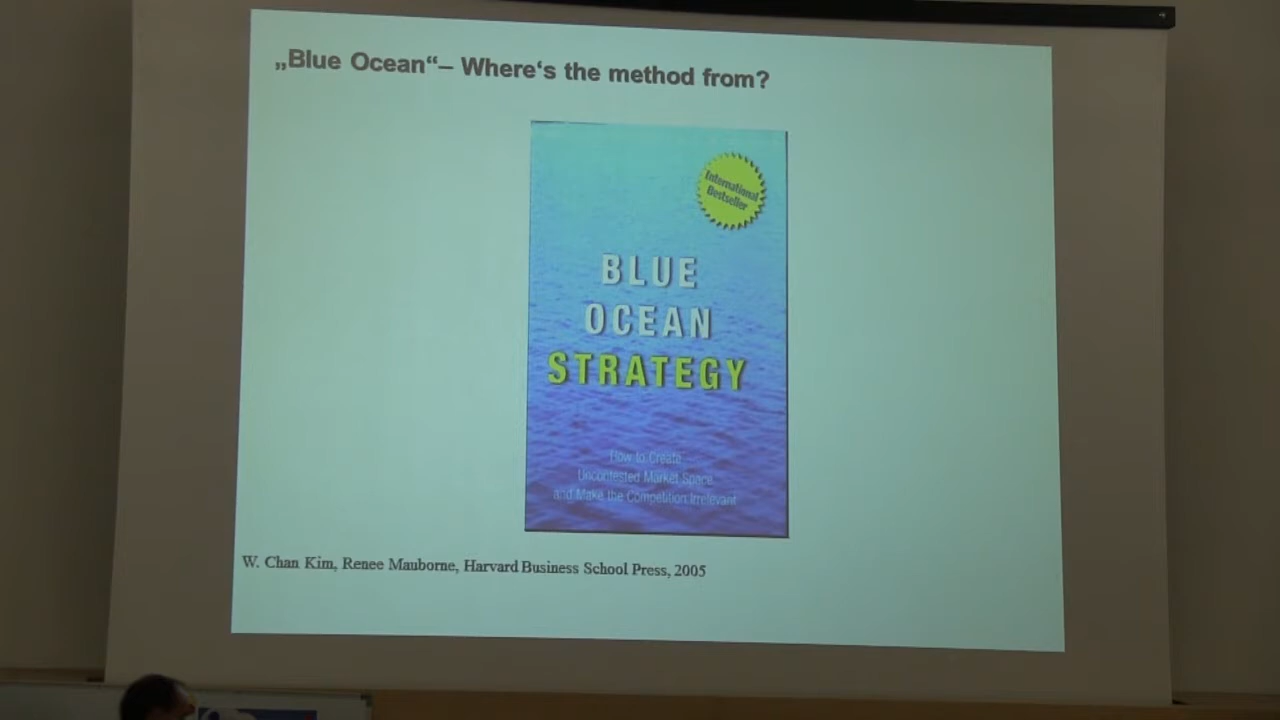 „Blue Ocean“– Where‘s the method from?
International
Bestseller
BLUE
OCEAN
STRATEGY
How to Create
Uncontested Market Space
and Make the Competition Irrelevant
W. Chan Kim, Renee Mauborne, Harvard Business School Press, 2005